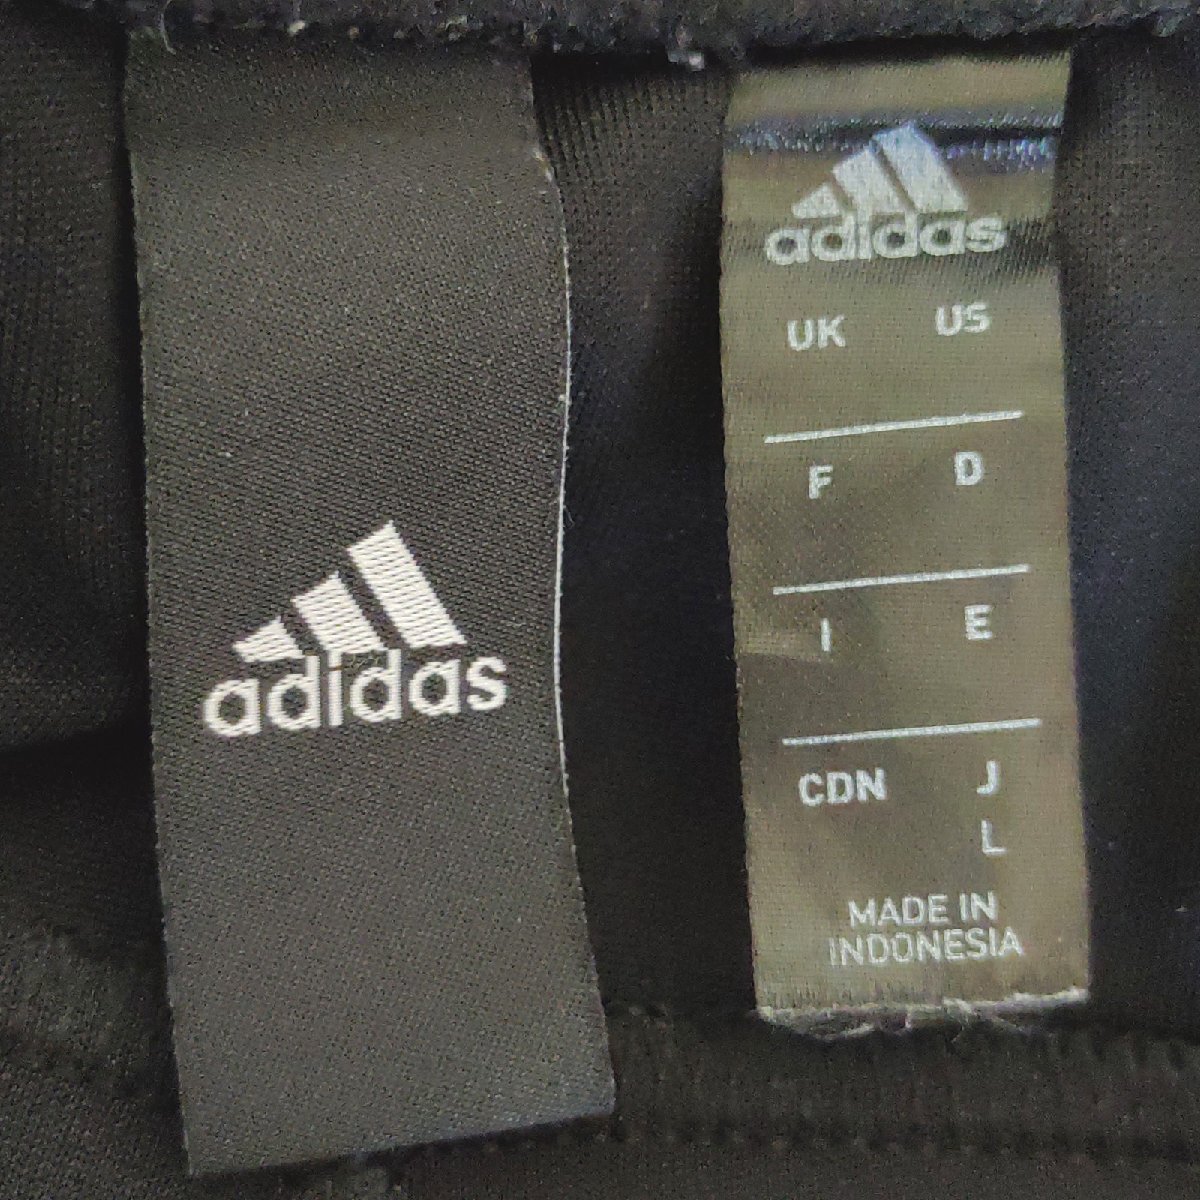 adidas
adidas
UK US
F D
I E
CDN J
L
MADE IN
INDONESIA